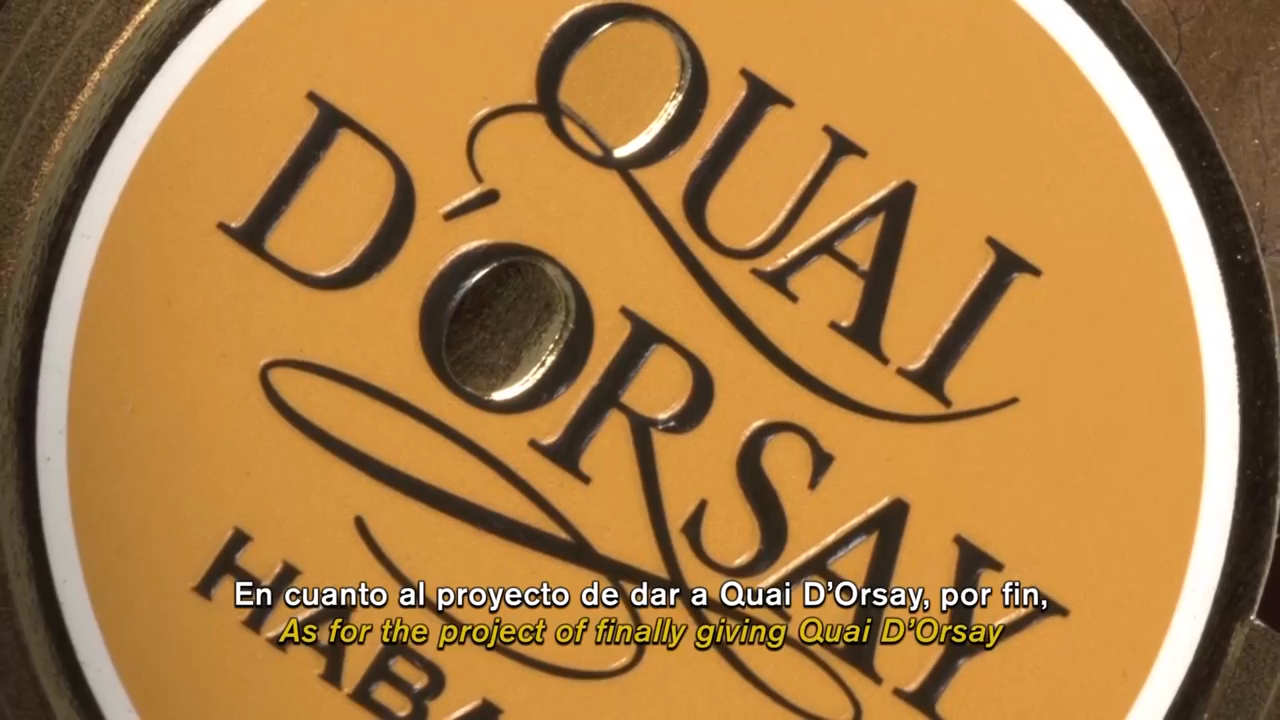 QUAI
D'ORSAY
HABA
En cuanto al proyecto de dar a Quai D’Orsay, por fin,
As for the project of finally giving Quai D’Orsay